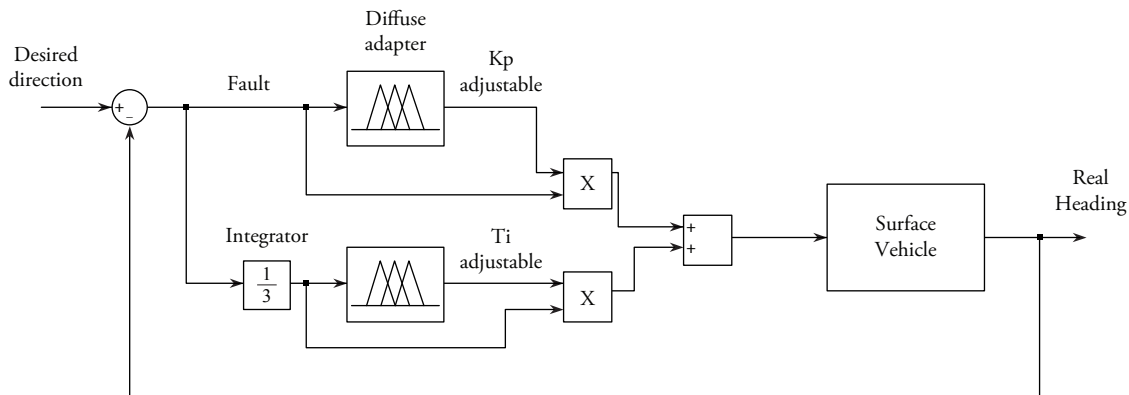 Diffuse
adapter
Desired
direction
Fault
Kp
adjustable
+
−
X
Real
Heading
Integrator
1
3
Ti
adjustable
X
+
+
Surface
Vehicle